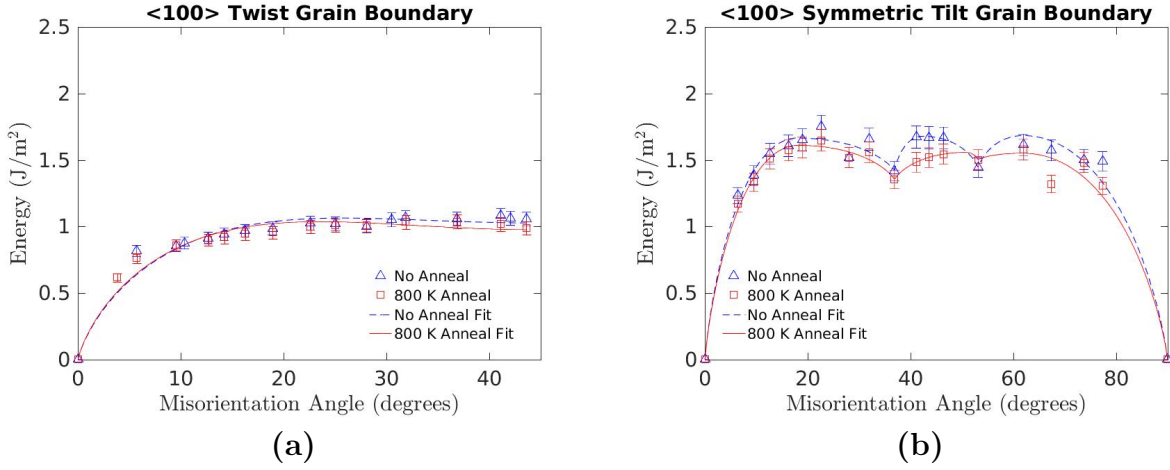 <100> Twist Grain Boundary
2.5
2
1.5
1
0.5
0
Energy (J/m²)
0 10 20 30 40
Misorientation Angle (degrees)
No Anneal
800 K Anneal
No Anneal Fit
800 K Anneal Fit
(a)
<100> Symmetric Tilt Grain Boundary
2.5
2
1.5
1
0.5
0
Energy (J/m²)
0 20 40 60 80
Misorientation Angle (degrees)
No Anneal
800 K Anneal
No Anneal Fit
800 K Anneal Fit
(b)